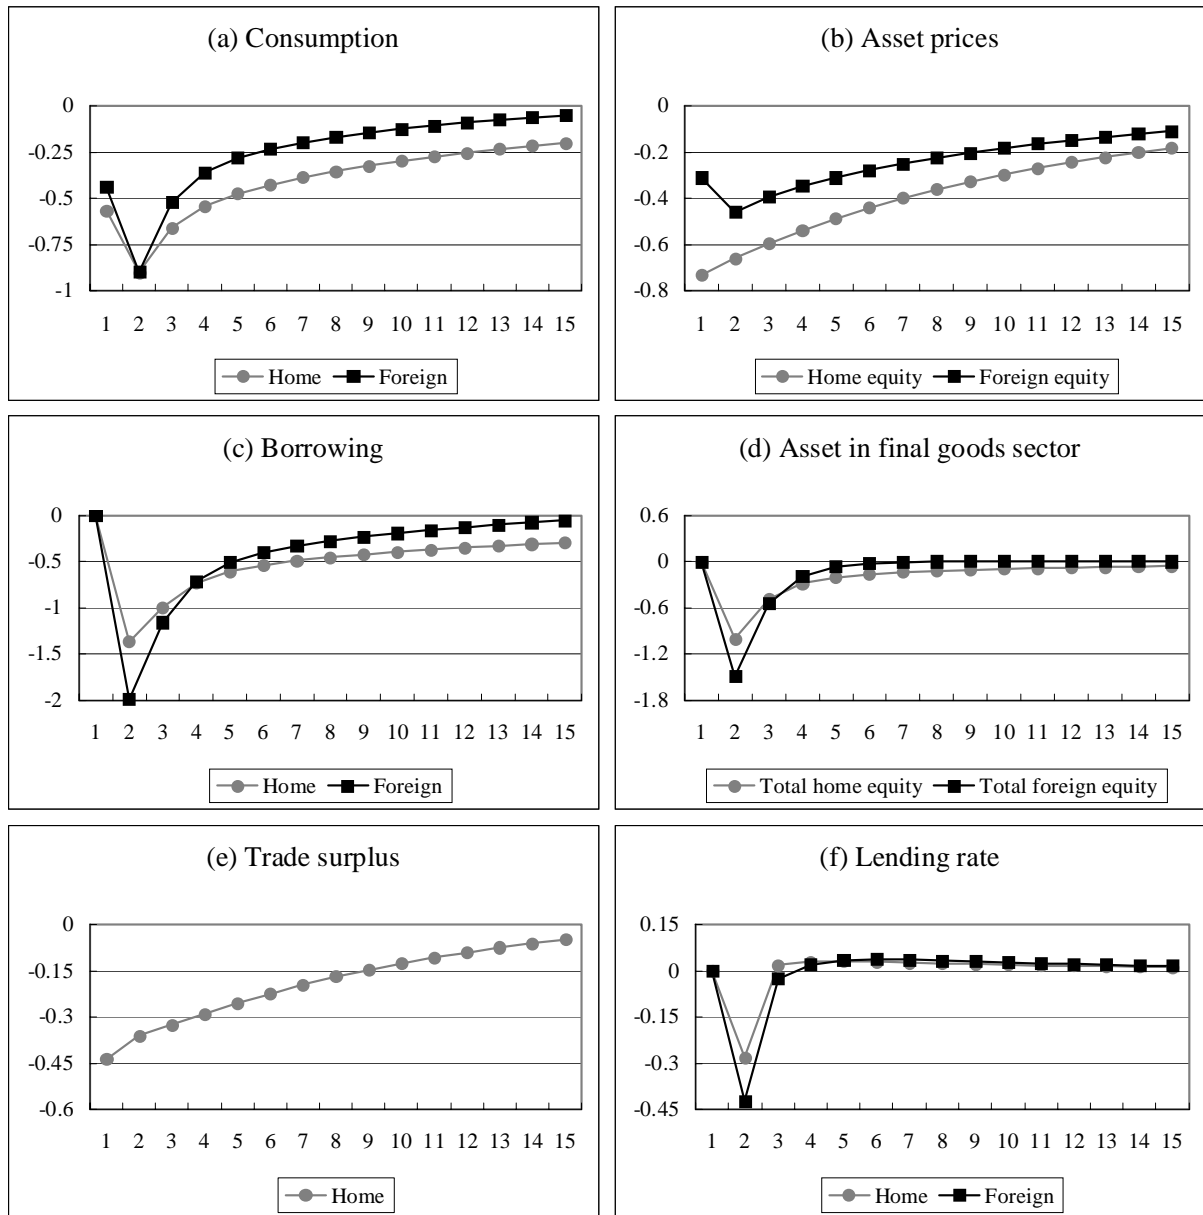 (a) Consumption
0
-0.25
-0.5
-0.75
-1
1 2 3 4 5 6 7 8 9 10 11 12 13 14 15
Home Foreign
(b) Asset prices
0
-0.2
-0.4
-0.6
-0.8
1 2 3 4 5 6 7 8 9 10 11 12 13 14 15
Home equity Foreign equity
(c) Borrowing
0
-0.5
-1
-1.5
-2
1 2 3 4 5 6 7 8 9 10 11 12 13 14 15
Home Foreign
(d) Asset in final goods sector
0.6
0
-0.6
-1.2
-1.8
1 2 3 4 5 6 7 8 9 10 11 12 13 14 15
Total home equity Total foreign equity
(e) Trade surplus
0
-0.15
-0.3
-0.45
-0.6
1 2 3 4 5 6 7 8 9 10 11 12 13 14 15
Home
(f) Lending rate
0.15
0
-0.15
-0.3
-0.45
1 2 3 4 5 6 7 8 9 10 11 12 13 14 15
Home Foreign